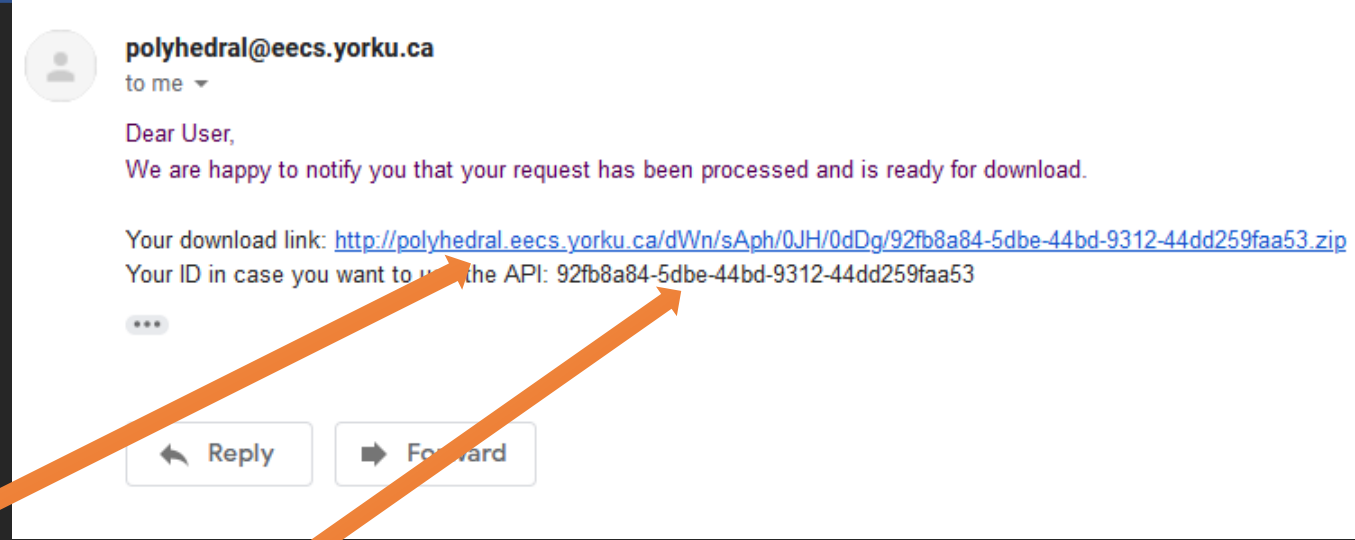 polyhedral@eecs.yorku.ca
to me
Dear User,
We are happy to notify you that your request has been processed and is ready for download.
Your download link: http://polyhedral.eecs.yorku.ca/dWn/sAph/0JH/0dDg/92fb8a84-5dbe-44bd-9312-44dd259faa53.zip
Your ID in case you want to the API: 92fb8a84-5dbe-44bd-9312-44dd259faa53
Reply
Forward